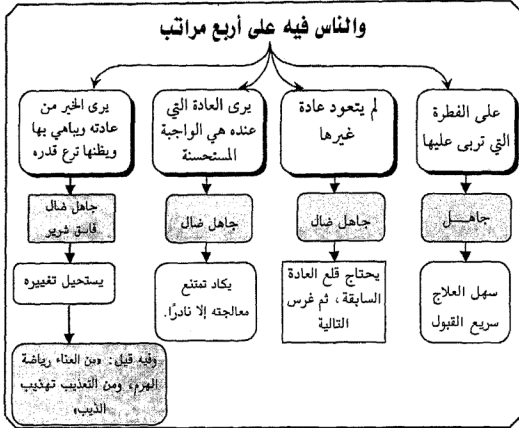 والناس فيه على أربع مراتب
على الفطرة
التي تربى عليها
جاهـــل
سهل العلاج
سريع القبول
لم يتعود عادة
غيرها
جاهل ضال
يحتاج قلع العادة
السابقة، ثم غرس
التالية
يرى العادة التي
عنده هي الواجبة
المستحسنة
جاهل ضال
يكاد تمتنع
معالجته إلا نادرًا.
يرى الخير من
عادته ويباهي بها
ويظنها ترع قدره
جاهل ضال
فاسق شرير
يستحيل تغييره
وفيه قيل: «من العناء رياضة
الهرم، ومن التعذيب تهذيب
الذيب»